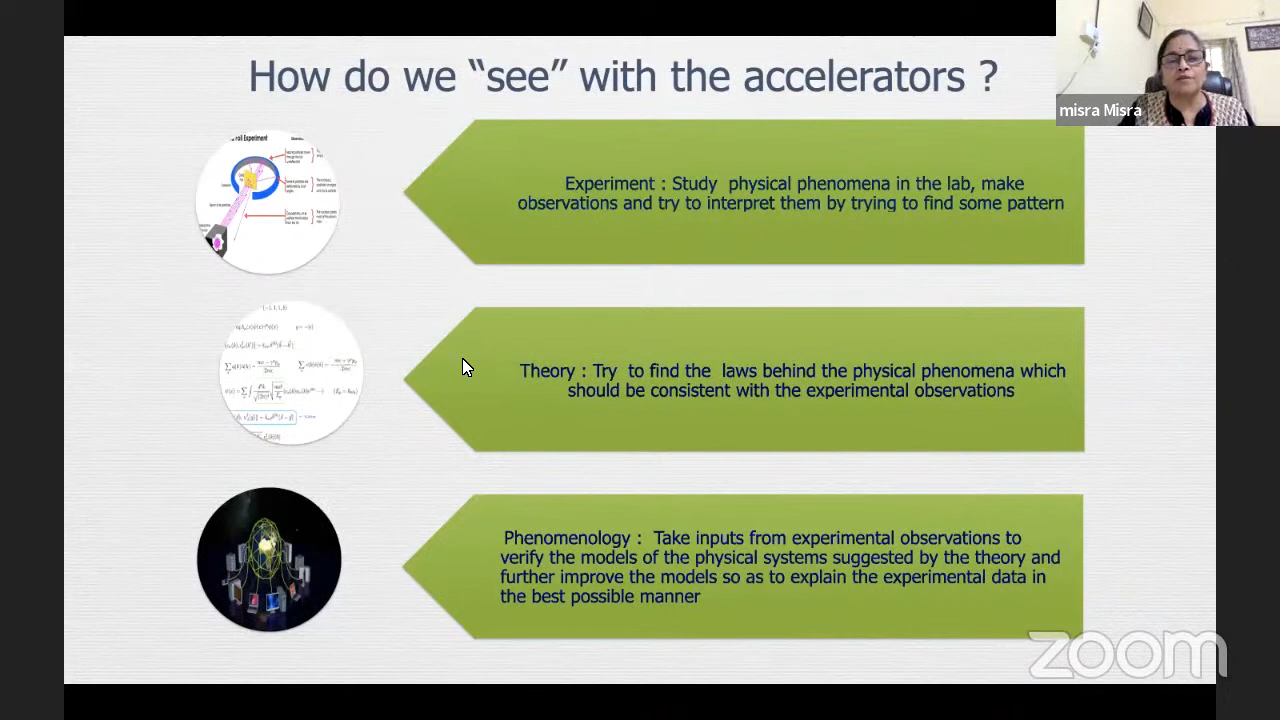 How do we “see” with the accelerators ?
misra Misra
roil Experiment
Experiment : Study physical phenomena in the lab, make
observations and try to interpret them by trying to find some pattern
Theory : Try to find the laws behind the physical phenomena which
should be consistent with the experimental observations
Phenomenology : Take inputs from experimental observations to
verify the models of the physical systems suggested by the theory and
further improve the models so as to explain the experimental data in
the best possible manner
zoom